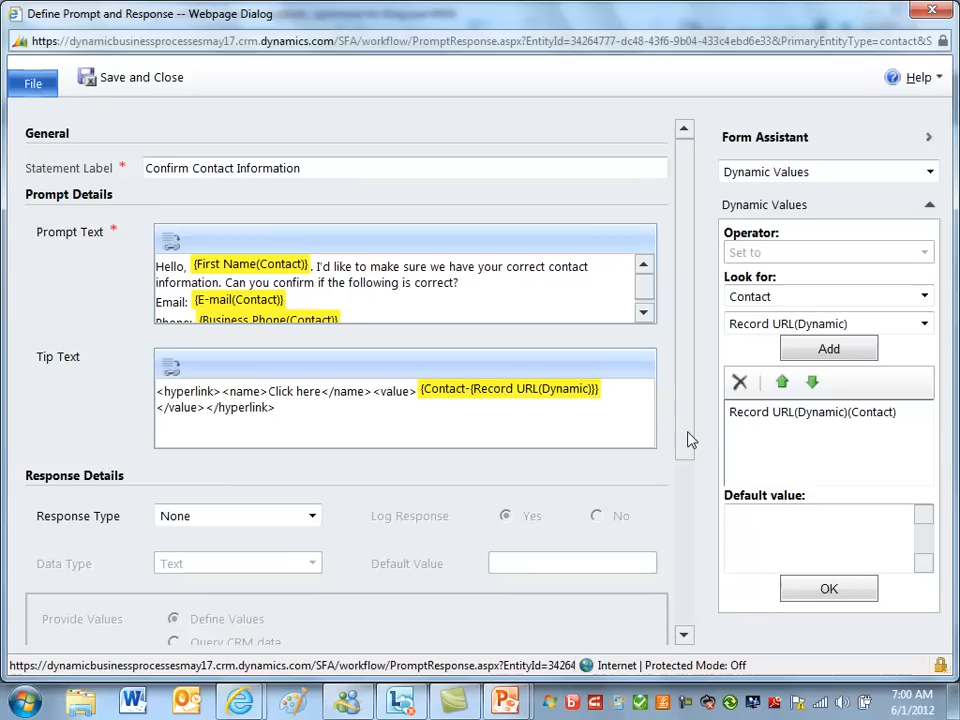 Define Prompt and Response -- Webpage Dialog
https://dynamicbusinessprocessesmay17.crm.dynamics.com/SFA/workflow/PromptResponse.aspx?EntityId=34264777-dc48-43f6-9b04-433c4ebd6e33&PrimaryEntityType=contact&S
File
Save and Close
Help
General
Statement Label *
Confirm Contact Information
Prompt Details
Prompt Text *
Hello, {First Name(Contact)}. I'd like to make sure we have your correct contact
information. Can you confirm if the following is correct?
Email: {E-mail(Contact)}
Phone: {Business Phone(Contact)}
Tip Text
<hyperlink><name>Click here</name><value> {Contact-{Record URL(Dynamic)}}
</value></hyperlink>
Response Details
Response Type
None
Log Response
Yes
No
Data Type
Text
Default Value
Provide Values
Define Values
Query CRM data
Form Assistant
Dynamic Values
Dynamic Values
Operator:
Set to
Look for:
Contact
Record URL(Dynamic)
Add
Record URL(Dynamic)(Contact)
Default value:
OK
https://dynamicbusinessprocessesmay17.crm.dynamics.com/SFA/workflow/PromptResponse.aspx?EntityId=34264
Internet | Protected Mode: Off
7:00 AM
6/1/2012